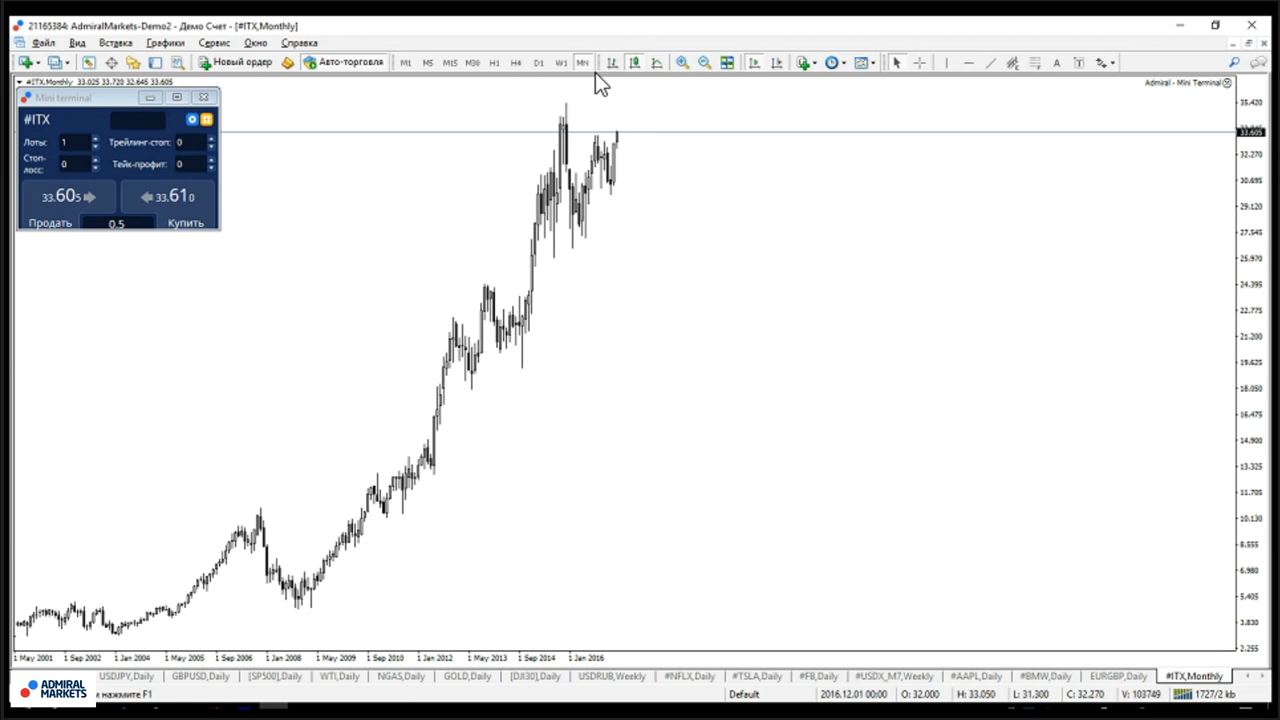 21165384: AdmiralMarkets-Demo2 - Демо Счет - [#ITX,Monthly]
Файл Вид Вставка Графики Сервис Окно Справка
Новый ордер Авто-торговля M1 M5 M15 M30 H1 H4 D1 W1 MN
#ITX,Monthly 33.025 33.720 32.645 33.605
Admiral - Mini Terminal
Mini terminal
#ITX
Лоты: 1 Трейлинг-стоп: 0
Стоп-лосс: 0 Тейк-профит: 0
33.605 33.610
Продать 0.5 Купить
35.420
33.605
32.270
30.695
29.120
27.545
25.970
24.395
22.775
21.200
19.625
18.050
16.475
14.900
13.325
11.705
10.130
8.555
6.980
5.405
3.830
2.255
1 May 2001 1 Sep 2002 1 Jan 2004 1 May 2005 1 Sep 2006 1 Jan 2008 1 May 2009 1 Sep 2010 1 Jan 2012 1 May 2013 1 Sep 2014 1 Jan 2016
USDJPY,Daily GBPUSD,Daily [SP500],Daily WTI,Daily NGAS,Daily GOLD,Daily [DJI30],Daily USDRUB,Weekly #NFLX,Daily #TSLA,Daily #FB,Daily #USDX_M7,Weekly #AAPL,Daily #BMW,Daily EURGBP,Daily #ITX,Monthly
ADMIRAL MARKETS
и нажмите F1 Default 2016.12.01 00:00 O: 32.000 H: 33.050 L: 31.300 C: 32.270 V: 103749 1727/2 kb